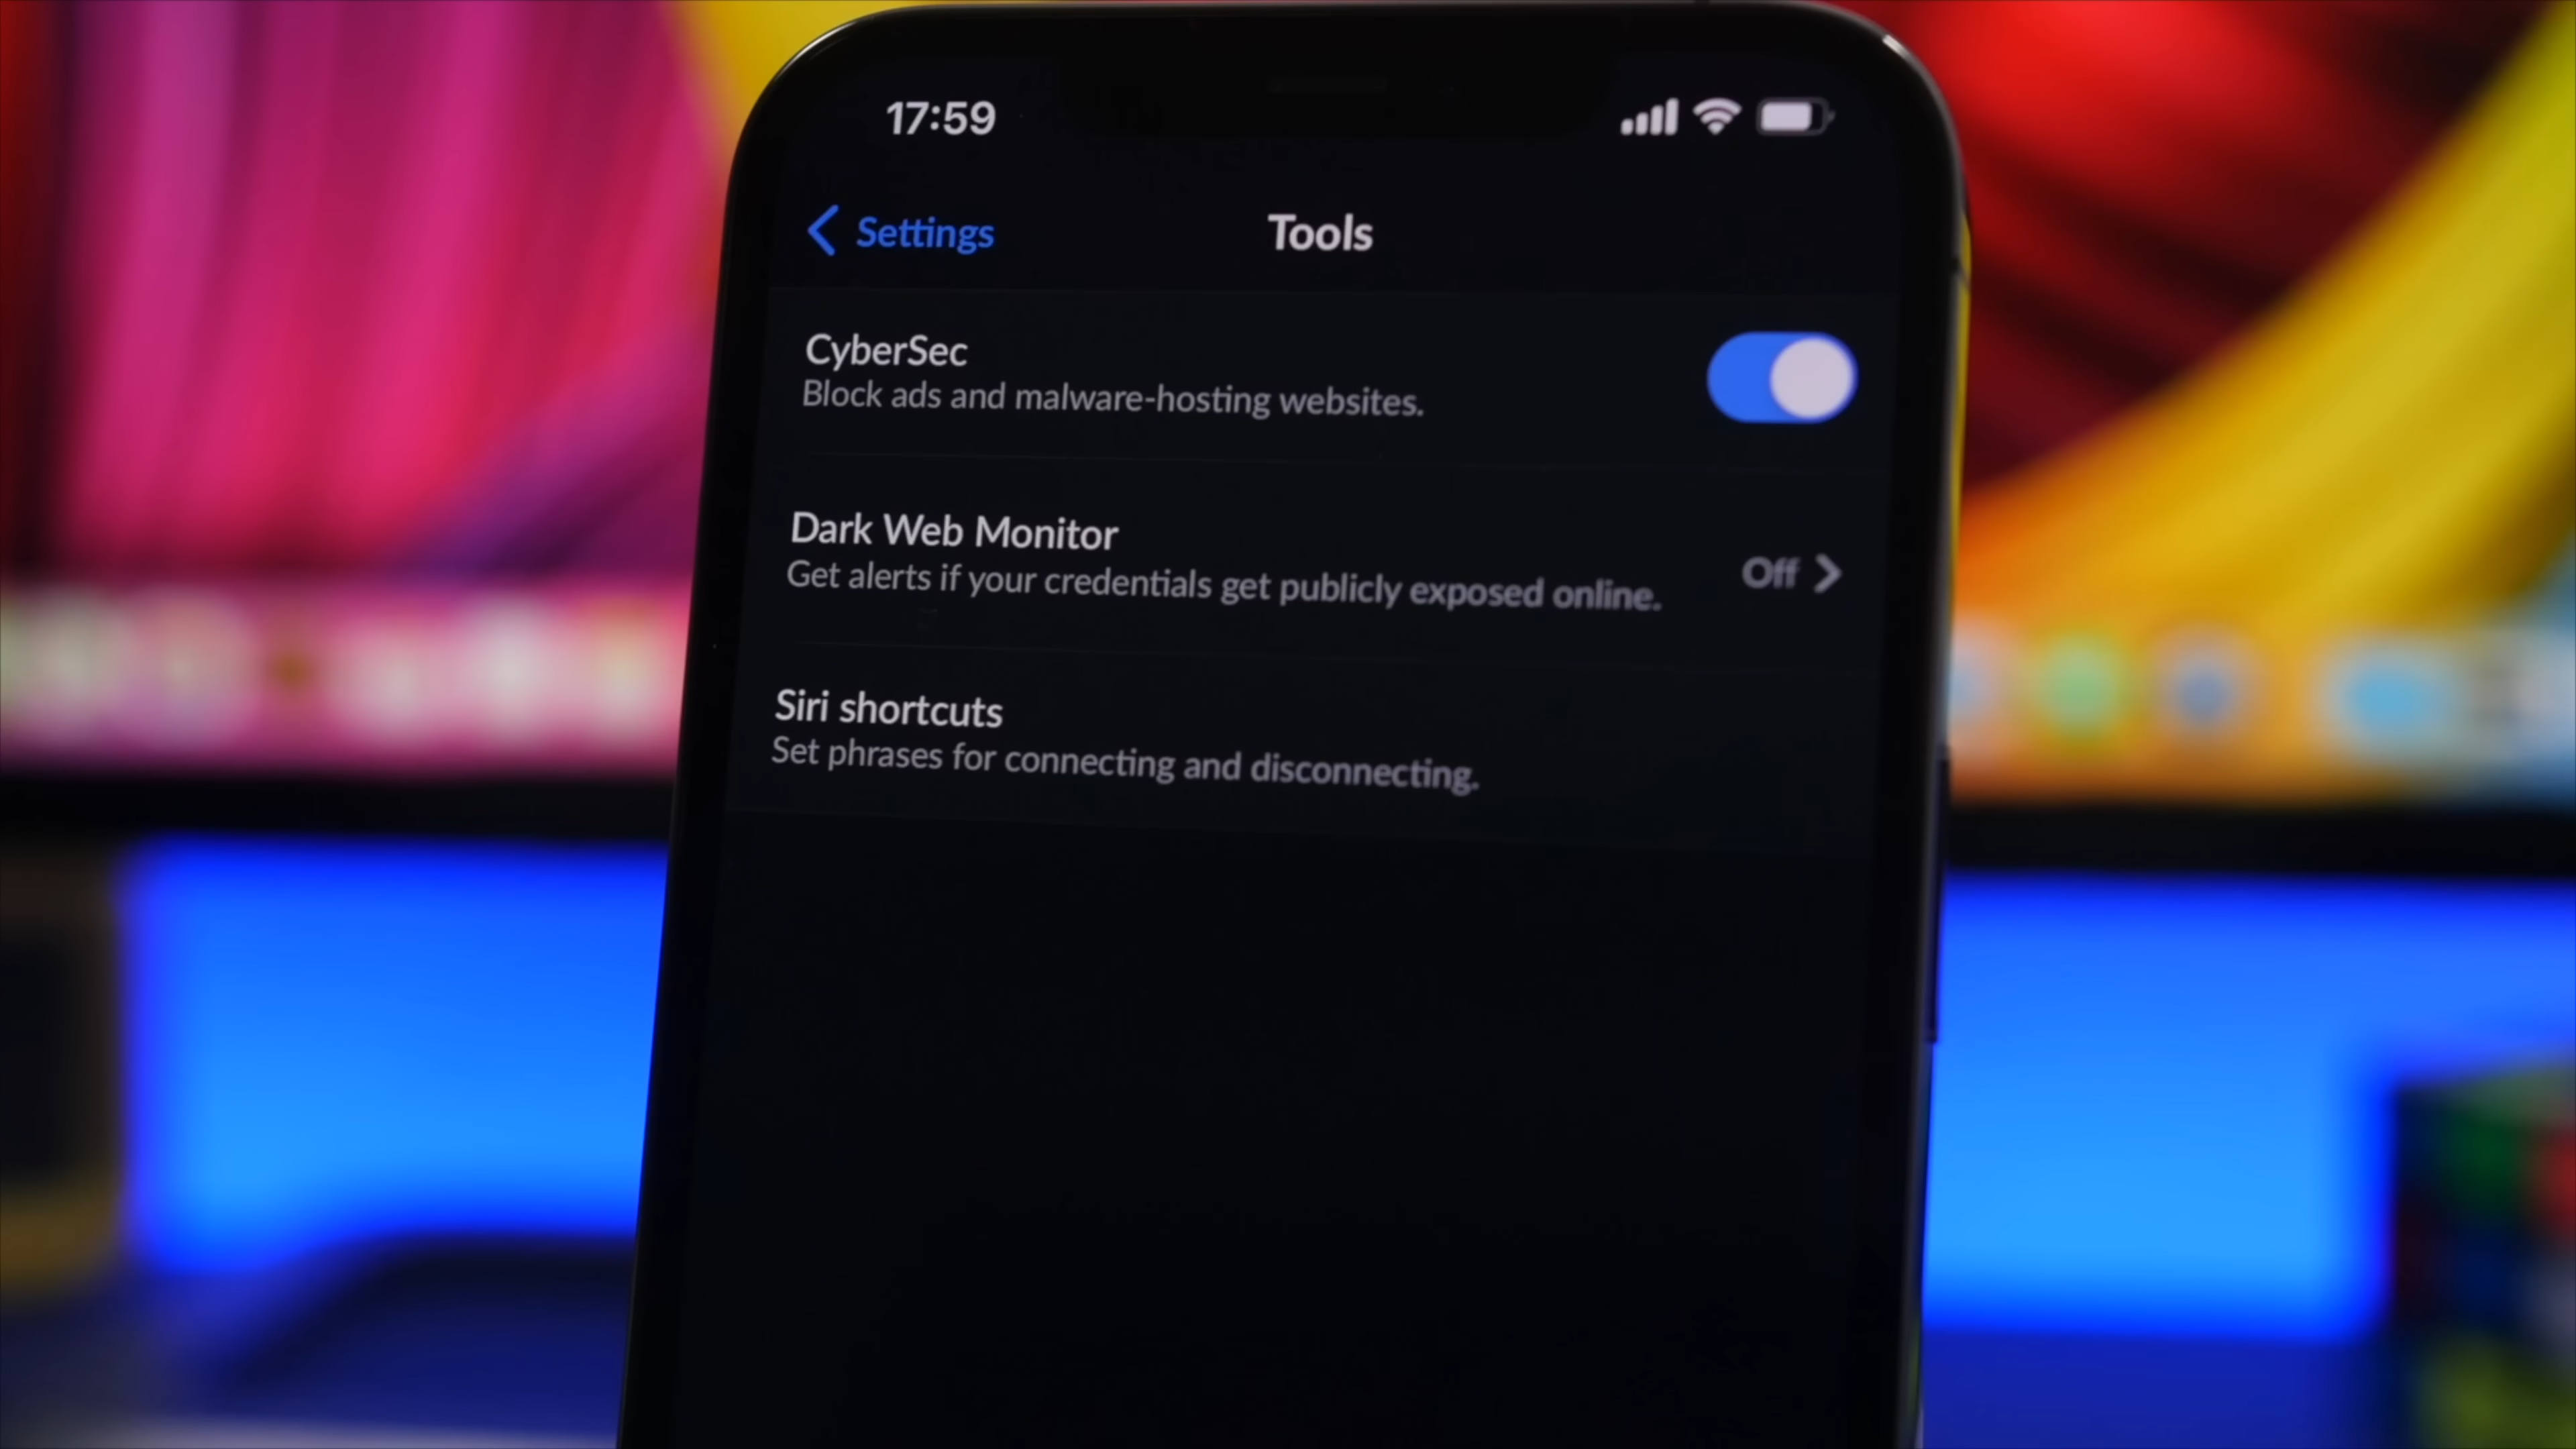 17:59
Settings
Tools
CyberSec
Block ads and malware-hosting websites.
Dark Web Monitor
Get alerts if your credentials get publicly exposed online.
Off
Siri shortcuts
Set phrases for connecting and disconnecting.